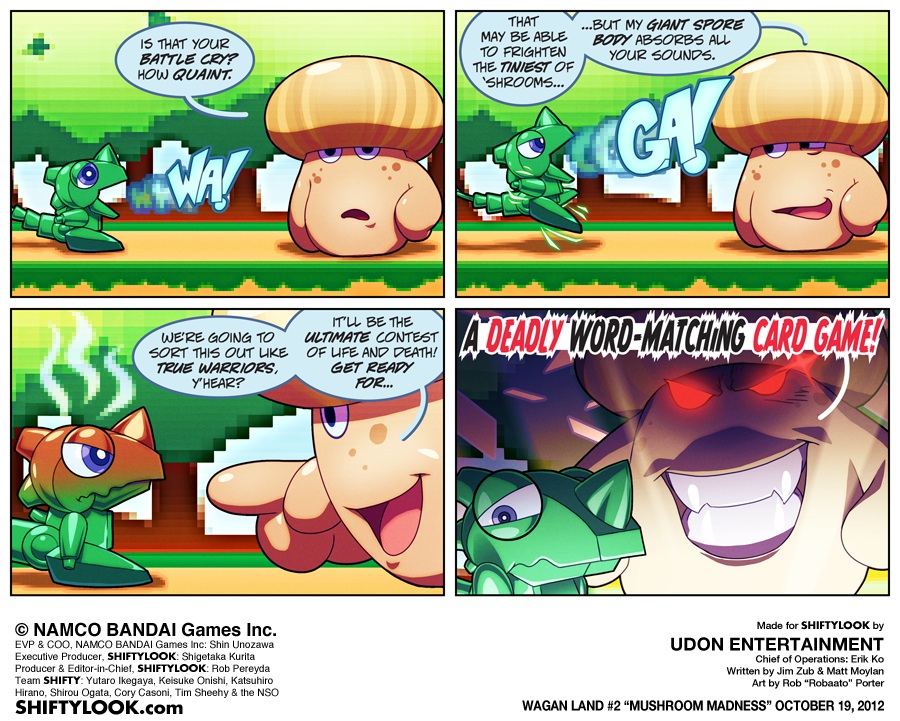 IS THAT YOUR
BATTLE CRY?
HOW QUAINT.
WA!
THAT
MAY BE ABLE
TO FRIGHTEN
THE TINIEST OF
'SHROOMS...
...BUT MY GIANT SPORE
BODY ABSORBS ALL
YOUR SOUNDS.
GA!
WE'RE GOING TO
SORT THIS OUT LIKE
TRUE WARRIORS,
Y'HEAR?
IT'LL BE THE
ULTIMATE CONTEST
OF LIFE AND DEATH!
GET READY
FOR...
A DEADLY WORD-MATCHING CARD GAME!
© NAMCO BANDAI Games Inc.
EVP & COO, NAMCO BANDAI Games Inc: Shin Unozawa
Executive Producer, SHIFTYLOOK: Shigetaka Kurita
Producer & Editor-in-Chief, SHIFTYLOOK: Rob Pereyda
Team SHIFTY: Yutaro Ikegaya, Keisuke Onishi, Katsuhiro
Hirano, Shirou Ogata, Cory Casoni, Tim Sheehy & the NSO
SHIFTYLOOK.com
Made for SHIFTYLOOK by
UDON ENTERTAINMENT
Chief of Operations: Erik Ko
Written by Jim Zub & Matt Moylan
Art by Rob "Robaato" Porter
WAGAN LAND #2 "MUSHROOM MADNESS" OCTOBER 19, 2012